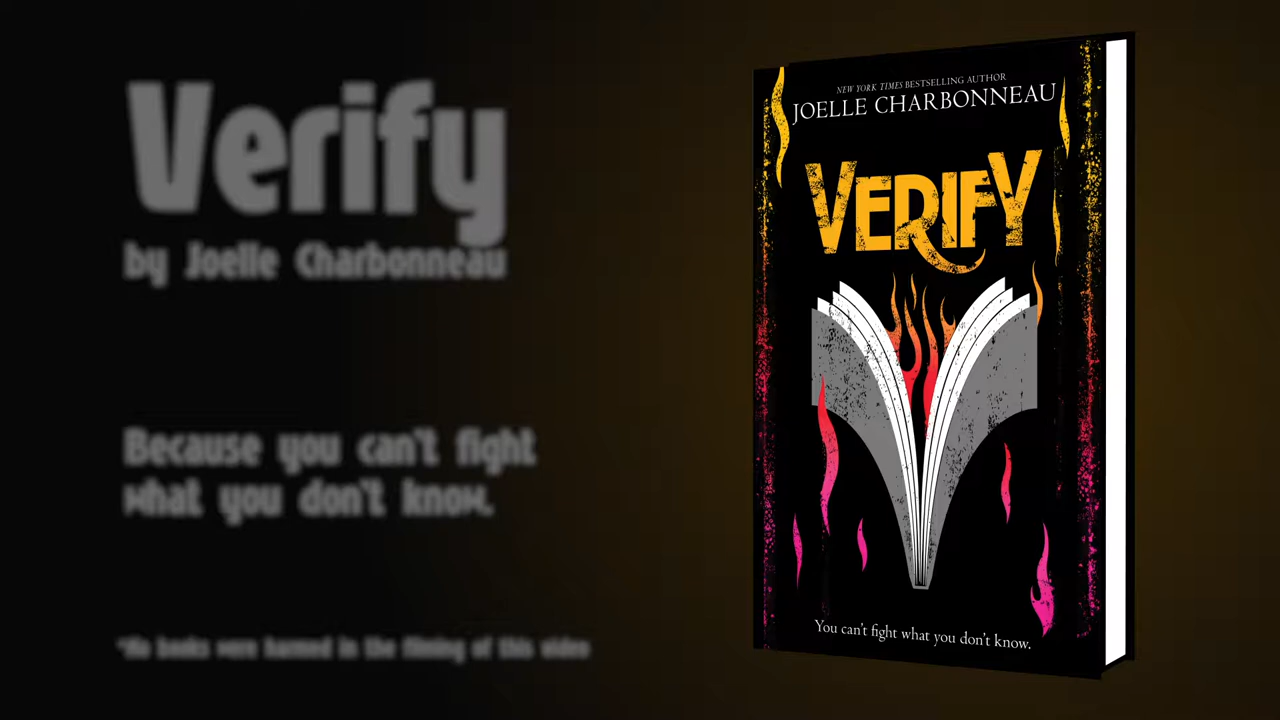 Verify
by Joelle Charbonneau
Because you can't fight
what you don't know.
*No books were harmed in the filming of this video
NEW YORK TIMES BESTSELLING AUTHOR
JOELLE CHARBONNEAU
VERIFY
You can't fight what you don't know.